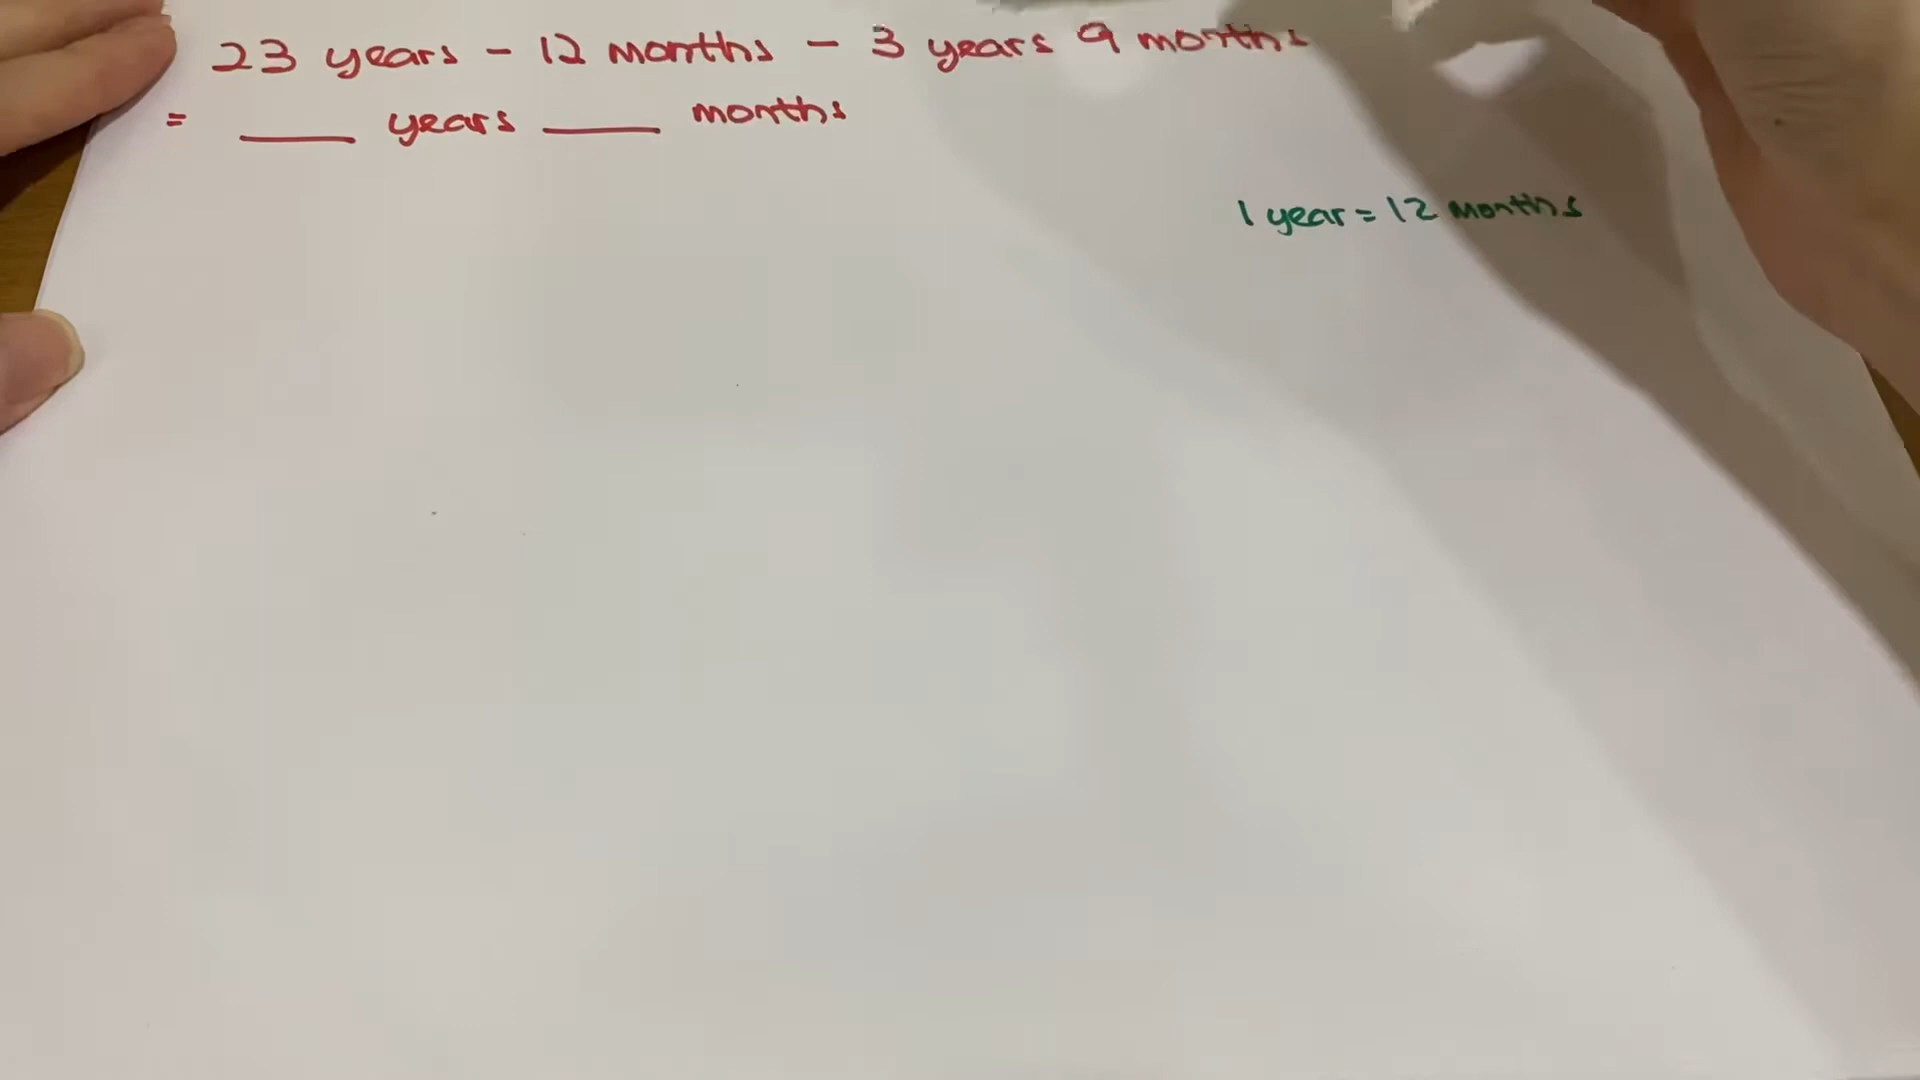 23 years - 12 months - 3 years 9 months
= ____ years ____ months
1 year = 12 months